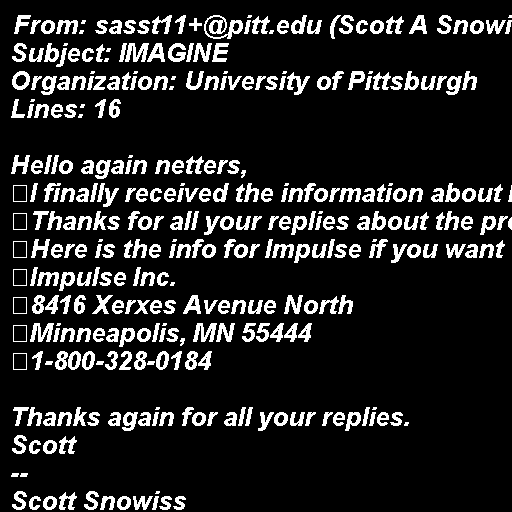 From: sasst11+@pitt.edu (Scott A Snowi
Subject: IMAGINE
Organization: University of Pittsburgh
Lines: 16

Hello again netters,
I finally received the information about
Thanks for all your replies about the pr
Here is the info for Impulse if you want
Impulse Inc.
8416 Xerxes Avenue North
Minneapolis, MN 55444
1-800-328-0184

Thanks again for all your replies.
Scott
--
Scott Snowiss